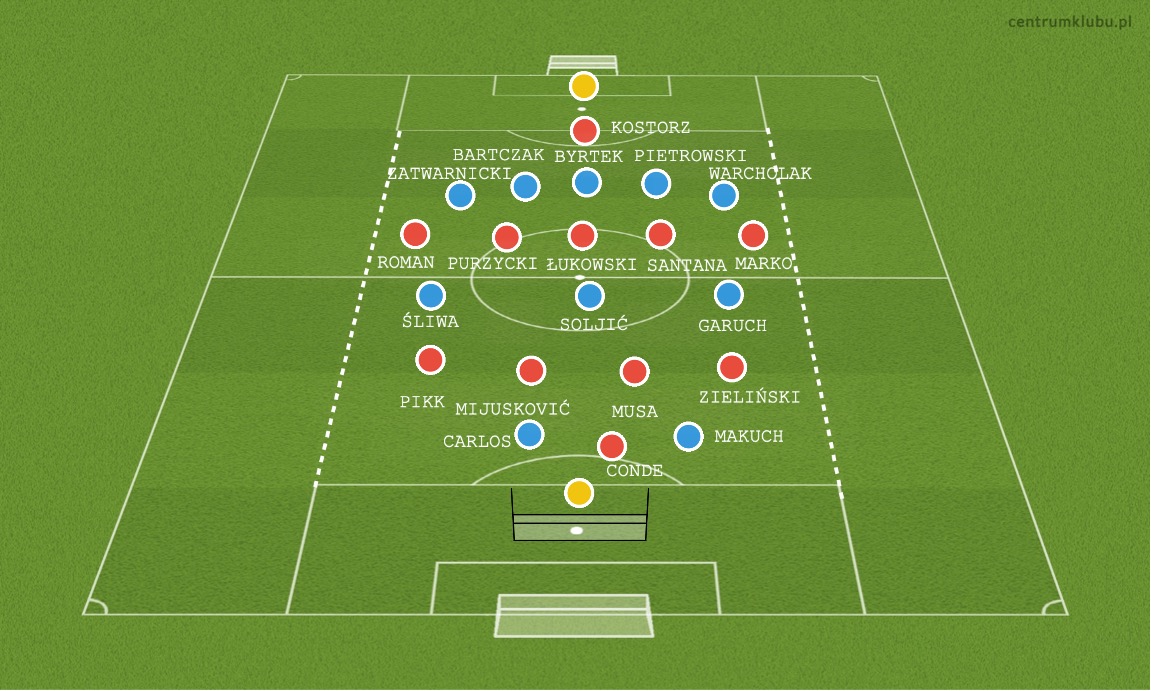 centrumklubu.pl
KOSTORZ
BARTCZAK BYRTEK PIETROWSKI
ZATWARNICKI WARCHOLAK
ROMAN PURZYCKI ŁUKOWSKI SANTANA MARKO
ŚLIWA SOLJIĆ GARUCH
PIKK MIJUSKOVIĆ MUSA ZIELIŃSKI
CARLOS MAKUCH
CONDE